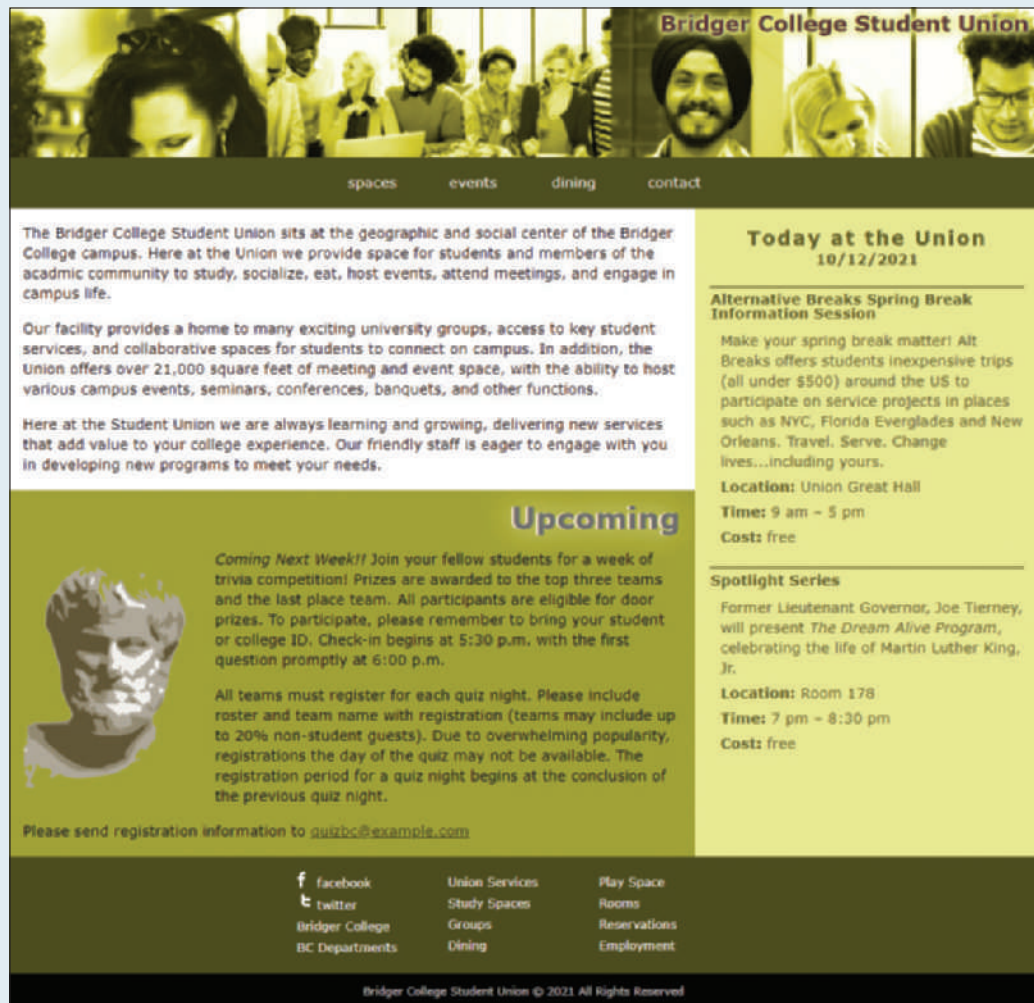 Bridger College Student Union
spaces events dining contact
The Bridger College Student Union sits at the geographic and social center of the Bridger
College campus. Here at the Union we provide space for students and members of the
acadmic community to study, socialize, eat, host events, attend meetings, and engage in
campus life.
Our facility provides a home to many exciting university groups, access to key student
services, and collaborative spaces for students to connect on campus. In addition, the
Union offers over 21,000 square feet of meeting and event space, with the ability to host
various campus events, seminars, conferences, banquets, and other functions.
Here at the Student Union we are always learning and growing, delivering new services
that add value to your college experience. Our friendly staff is eager to engage with you
in developing new programs to meet your needs.
Upcoming
Coming Next Week!! Join your fellow students for a week of
trivia competition! Prizes are awarded to the top three teams
and the last place team. All participants are eligible for door
prizes. To participate, please remember to bring your student
or college ID. Check-in begins at 5:30 p.m. with the first
question promptly at 6:00 p.m.
All teams must register for each quiz night. Please include
roster and team name with registration (teams may include up
to 20% non-student guests). Due to overwhelming popularity,
registrations the day of the quiz may not be available. The
registration period for a quiz night begins at the conclusion of
the previous quiz night.
Please send registration information to quizbc@example.com
Today at the Union
10/12/2021
Alternative Breaks Spring Break
Information Session
Make your spring break matter! Alt
Breaks offers students inexpensive trips
(all under $500) around the US to
participate on service projects in places
such as NYC, Florida Everglades and New
Orleans. Travel. Serve. Change
lives...including yours.
Location: Union Great Hall
Time: 9 am – 5 pm
Cost: free
Spotlight Series
Former Lieutenant Governor, Joe Tierney,
will present The Dream Alive Program,
celebrating the life of Martin Luther King,
Jr.
Location: Room 178
Time: 7 pm – 8:30 pm
Cost: free
facebook
twitter
Bridger College
BC Departments
Union Services
Study Spaces
Groups
Dining
Play Space
Rooms
Reservations
Employment
Bridger College Student Union © 2021 All Rights Reserved